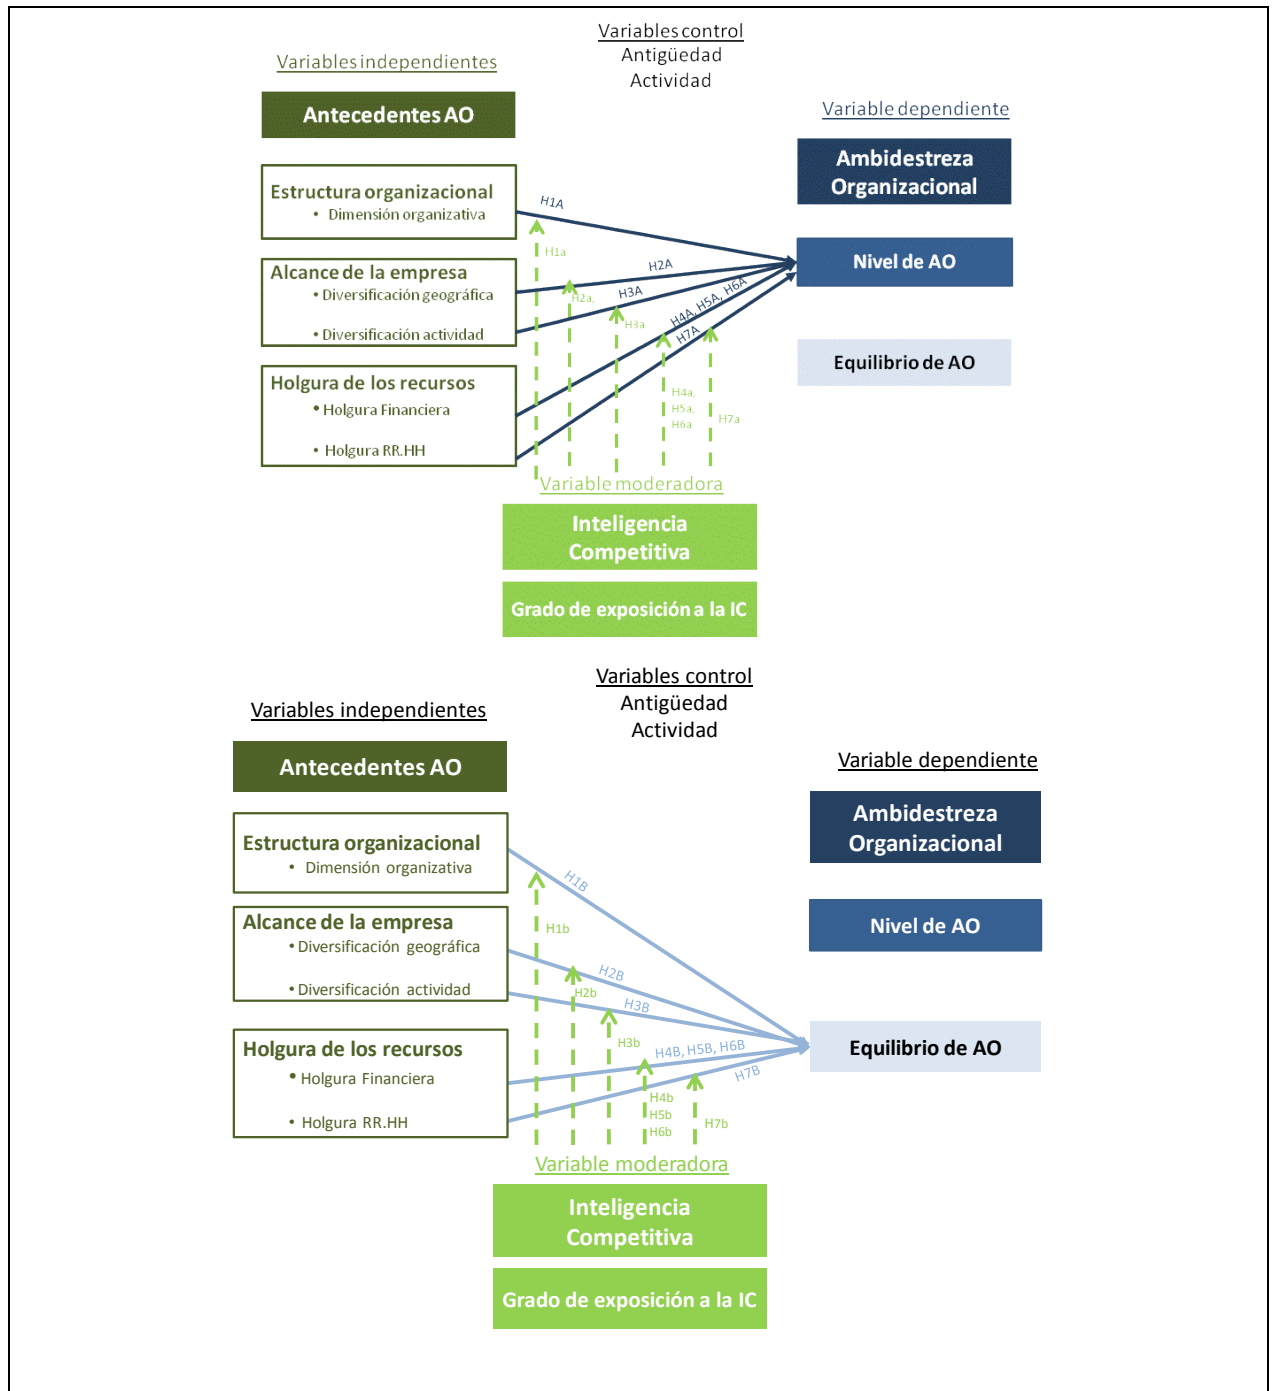 Variables control
Antigüedad
Actividad
Variables independientes
Antecedentes AO
Variable dependiente
Ambidestreza
Organizacional
Estructura organizacional
• Dimensión organizativa
H1A
H1a
Alcance de la empresa
• Diversificación geográfica
• Diversificación actividad
H2A
H2a,
H3A
H3a
Nivel de AO
H4A, H5A, H6A
H7A
Equilibrio de AO
Holgura de los recursos
• Holgura Financiera
• Holgura RR.HH
H4a,
H5a,
H6a
H7a
Variable moderadora
Inteligencia
Competitiva
Grado de exposición a la IC
Variables control
Antigüedad
Actividad
Variables independientes
Antecedentes AO
Variable dependiente
Ambidestreza
Organizacional
Estructura organizacional
• Dimensión organizativa
H1B
H1b
Alcance de la empresa
• Diversificación geográfica
• Diversificación actividad
H2B
H2b
H3B
H3b
Nivel de AO
Holgura de los recursos
• Holgura Financiera
• Holgura RR.HH
H4B, H5B, H6B
H7B
Equilibrio de AO
H4b
H5b
H6b
H7b
Variable moderadora
Inteligencia
Competitiva
Grado de exposición a la IC